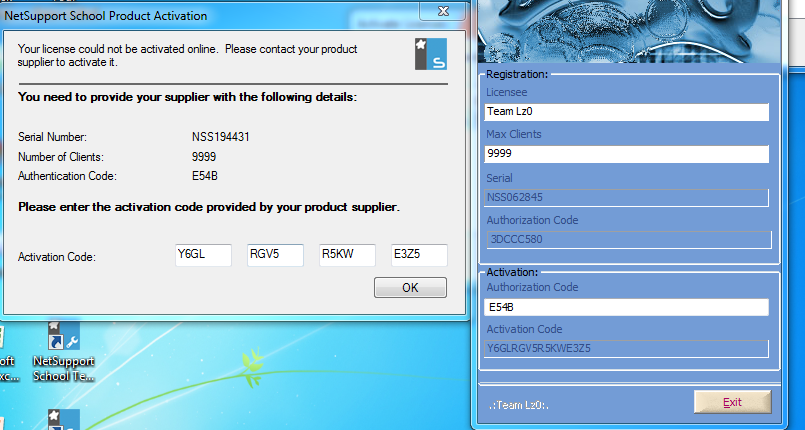 NetSupport School Product Activation
Your license could not be activated online. Please contact your product
supplier to activate it.
S
You need to provide your supplier with the following details:
Serial Number: NSS194431
Number of Clients: 9999
Authentication Code: E54B
Please enter the activation code provided by your product supplier.
Activation Code: Y6GL RGV5 R5KW E3Z5
OK
NetSupport
School Te...
oft
xc...
Registration:
Licensee
Team Lz0
Max Clients
9999
Serial
NSS062845
Authorization Code
3DCCC580
Activation:
Authorization Code
E54B
Activation Code
Y6GLRGV5R5KWE3Z5
.:Team Lz0:.
Exit